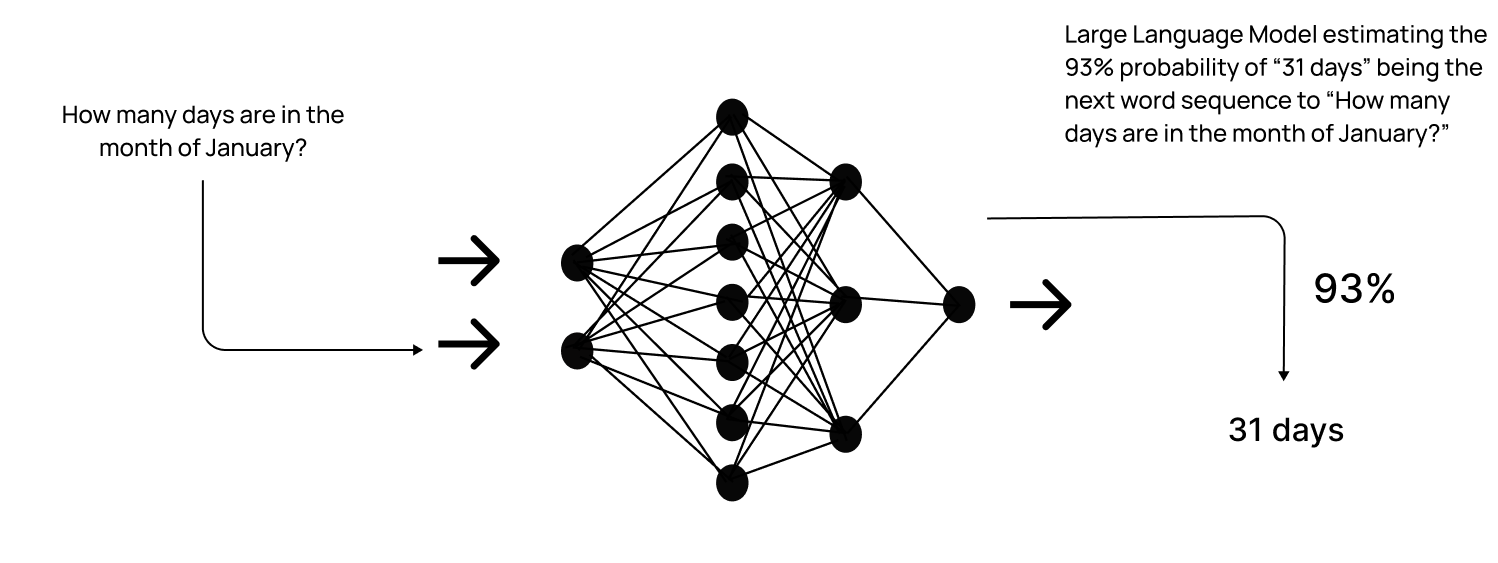 How many days are in the
month of January?
Large Language Model estimating the
93% probability of “31 days” being the
next word sequence to “How many
days are in the month of January?”
93%
31 days